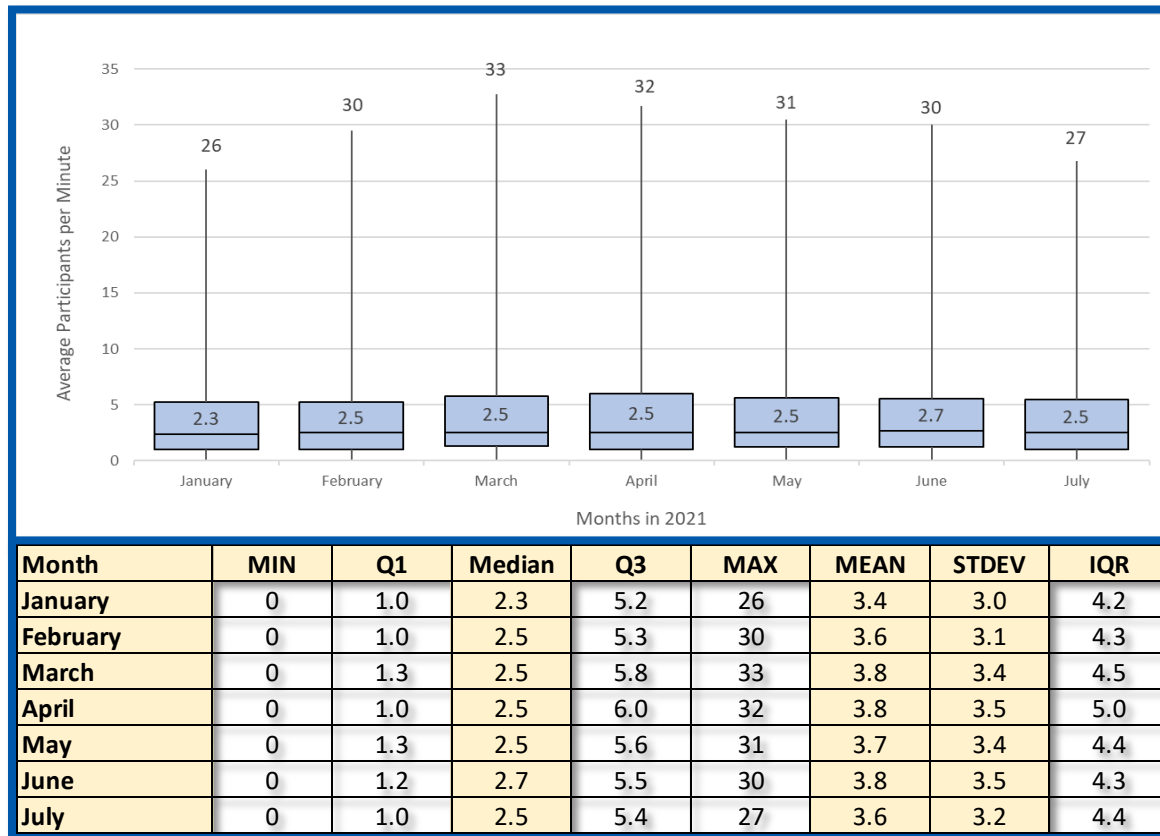 35
30
25
20
15
10
5
0
Average Participants per Minute
26
30
33
32
31
30
27
2.3
2.5
2.5
2.5
2.5
2.7
2.5
January February March April May June July
Months in 2021
Month MIN Q1 Median Q3 MAX MEAN STDEV IQR
January 0 1.0 2.3 5.2 26 3.4 3.0 4.2
February 0 1.0 2.5 5.3 30 3.6 3.1 4.3
March 0 1.3 2.5 5.8 33 3.8 3.4 4.5
April 0 1.0 2.5 6.0 32 3.8 3.5 5.0
May 0 1.3 2.5 5.6 31 3.7 3.4 4.4
June 0 1.2 2.7 5.5 30 3.8 3.5 4.3
July 0 1.0 2.5 5.4 27 3.6 3.2 4.4